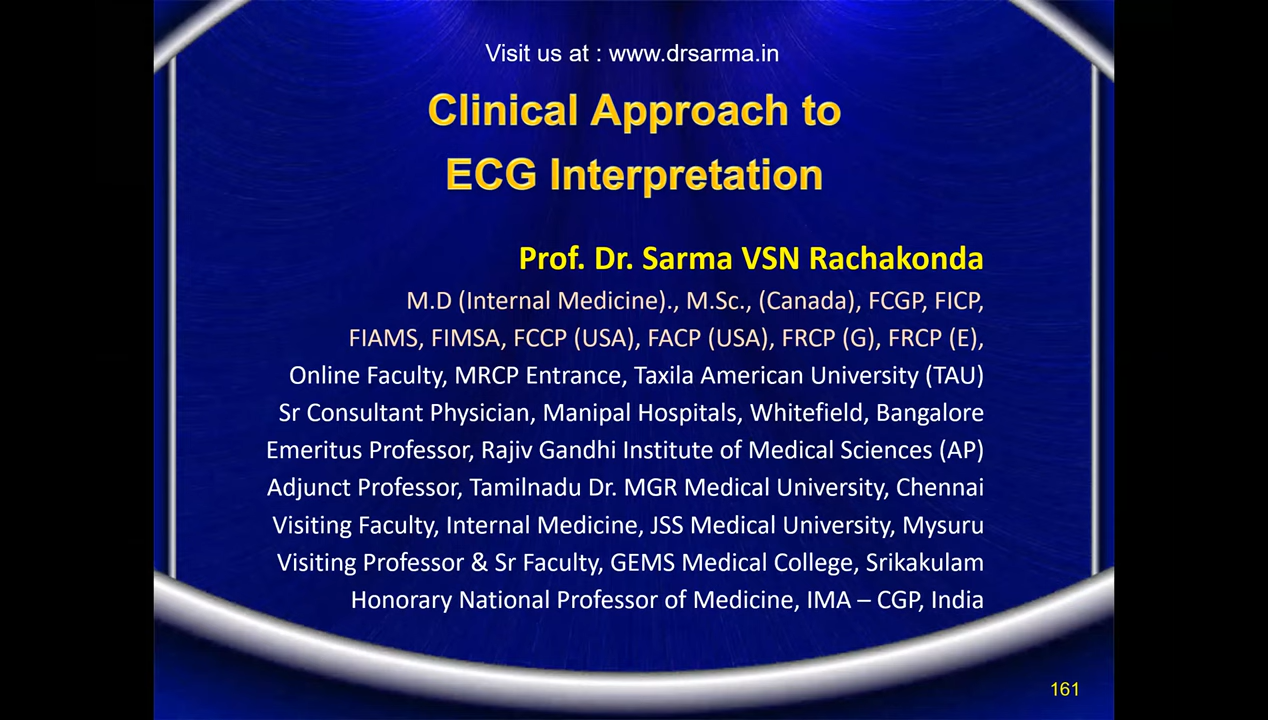 Visit us at : www.drsarma.in
Clinical Approach to
ECG Interpretation
Prof. Dr. Sarma VSN Rachakonda
M.D (Internal Medicine)., M.Sc., (Canada), FCGP, FICP,
FIAMS, FIMSA, FCCP (USA), FACP (USA), FRCP (G), FRCP (E),
Online Faculty, MRCP Entrance, Taxila American University (TAU)
Sr Consultant Physician, Manipal Hospitals, Whitefield, Bangalore
Emeritus Professor, Rajiv Gandhi Institute of Medical Sciences (AP)
Adjunct Professor, Tamilnadu Dr. MGR Medical University, Chennai
Visiting Faculty, Internal Medicine, JSS Medical University, Mysuru
Visiting Professor & Sr Faculty, GEMS Medical College, Srikakulam
Honorary National Professor of Medicine, IMA – CGP, India
161